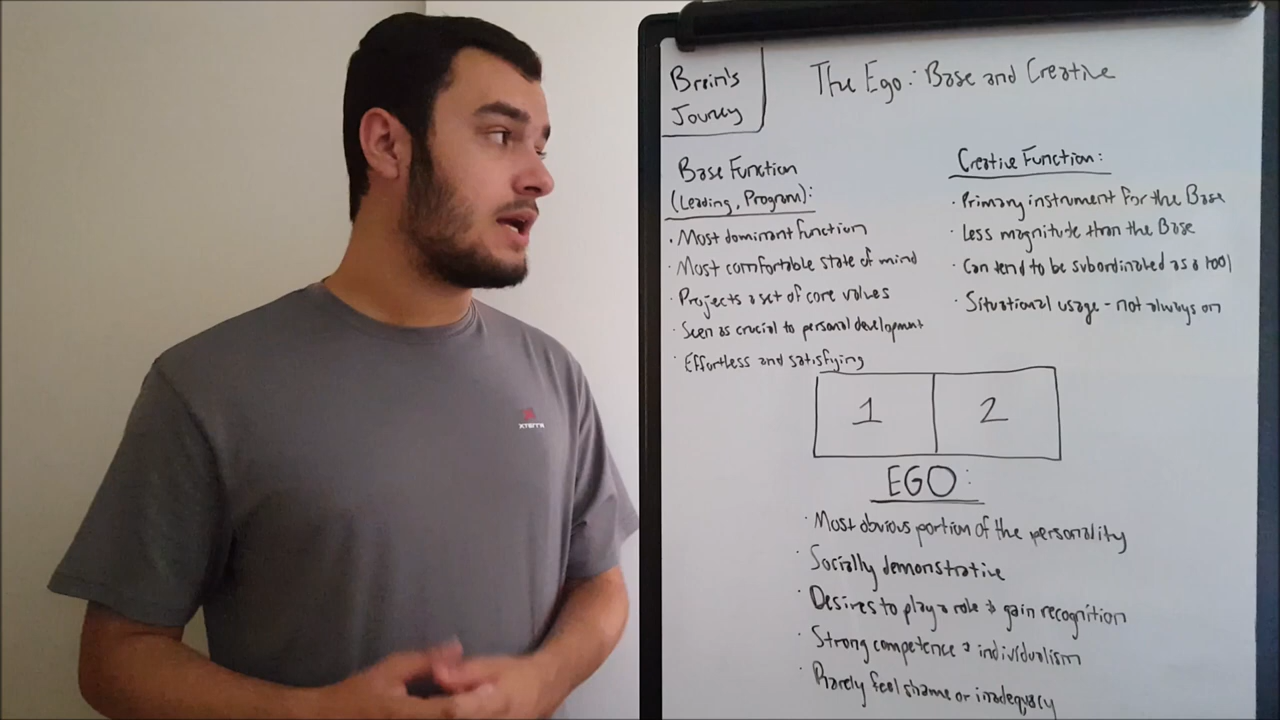 Brain's
Journey
The Ego: Base and Creative
Base Function
(Leading, Program):
· Most dominant function
· Most comfortable state of mind
· Projects a set of core values
· Seen as crucial to personal development
· Effortless and satisfying
Creative Function:
· Primary instrument for the Base
· Less magnitude than the Base
· Can tend to be subordinated as a tool
· Situational usage - not always on
1 2
EGO:
· Most obvious portion of the personality
· Socially demonstrative
· Desires to play a role & gain recognition
· Strong competence & individualism
· Rarely feel shame or inadequacy
XTERRA